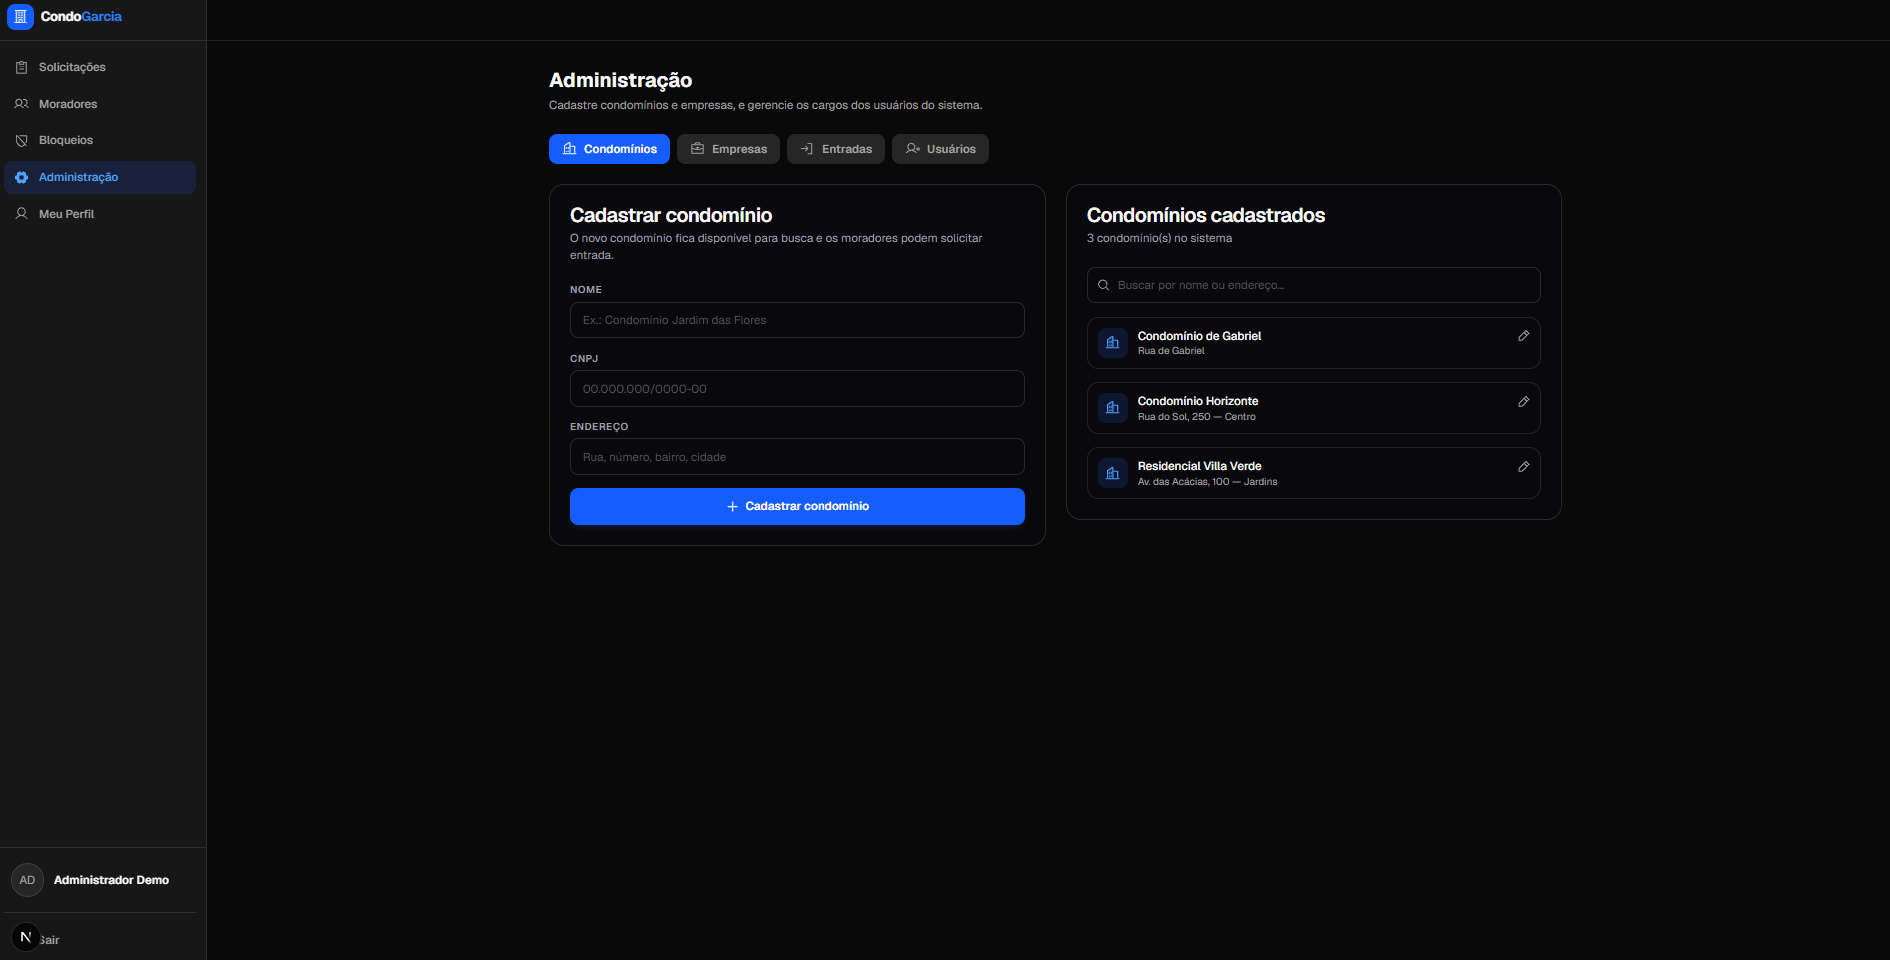 CondoGarcia
Solicitações
Moradores
Bloqueios
Administração
Meu Perfil
Administração
Cadastre condomínios e empresas, e gerencie os cargos dos usuários do sistema.
Condomínios
Empresas
Entradas
Usuários
Cadastrar condomínio
O novo condomínio fica disponível para busca e os moradores podem solicitar
entrada.
NOME
Ex.: Condomínio Jardim das Flores
CNPJ
00.000.000/0000-00
ENDEREÇO
Rua, número, bairro, cidade
+ Cadastrar condomínio
Condomínios cadastrados
3 condomínio(s) no sistema
Buscar por nome ou endereço...
Condomínio de Gabriel
Rua de Gabriel
Condomínio Horizonte
Rua do Sol, 250 — Centro
Residencial Villa Verde
Av. das Acácias, 100 — Jardins
AD
Administrador Demo
N
Sair